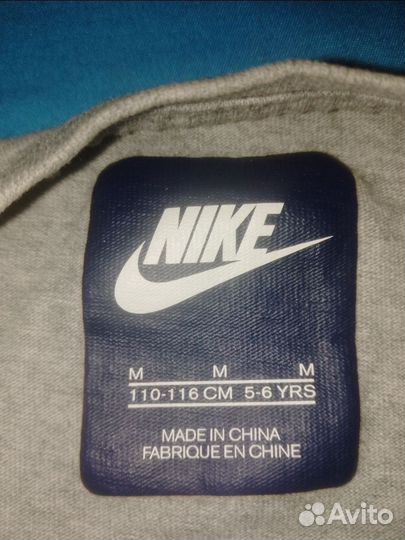 NIKE
M M M
110-116 CM 5-6 YRS
MADE IN CHINA
FABRIQUE EN CHINE
Avito